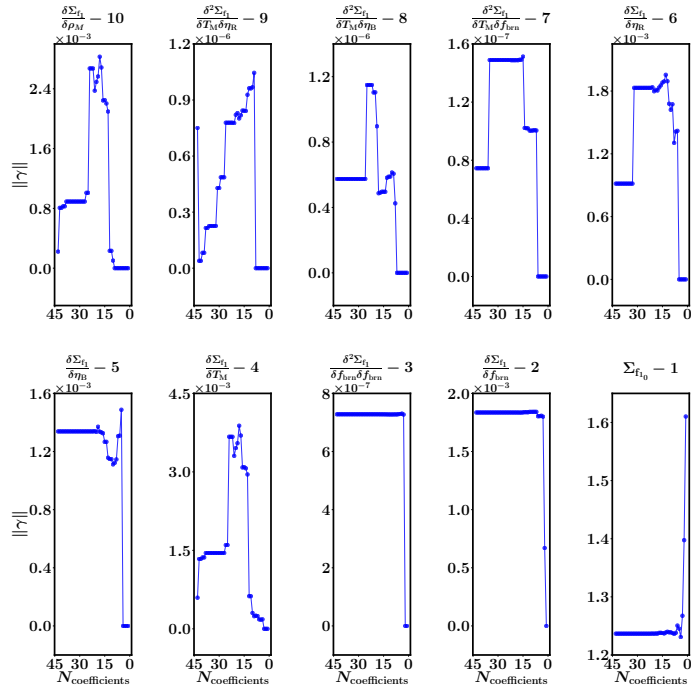 δΣf₁/δρM − 10
δ²Σf₁/δTMδηR − 9
δ²Σf₁/δTMδηB − 8
δ²Σf₁/δTMδfbrn − 7
δΣf₁/δηR − 6
×10⁻³
×10⁻⁶
×10⁻⁶
×10⁻⁷
×10⁻³
||γ||
2.4
1.6
0.8
0.0
1.2
0.9
0.6
0.3
0.0
1.2
0.8
0.4
0.0
1.6
1.2
0.8
0.4
0.0
1.8
1.2
0.6
0.0
45 30 15 0
45 30 15 0
45 30 15 0
45 30 15 0
45 30 15 0
δΣf₁/δηB − 5
δΣf₁/δTM − 4
δ²Σf₁/δfbrnδfbrn − 3
δΣf₁/δfbrn − 2
Σf₁₀ − 1
×10⁻³
×10⁻³
×10⁻⁷
×10⁻³
||γ||
1.6
1.2
0.8
0.4
0.0
4.5
3.0
1.5
0.0
8
6
4
2
0
2.0
1.5
1.0
0.5
0.0
1.6
1.5
1.4
1.3
1.2
45 30 15 0
45 30 15 0
45 30 15 0
45 30 15 0
45 30 15 0
Ncoefficients
Ncoefficients
Ncoefficients
Ncoefficients
Ncoefficients